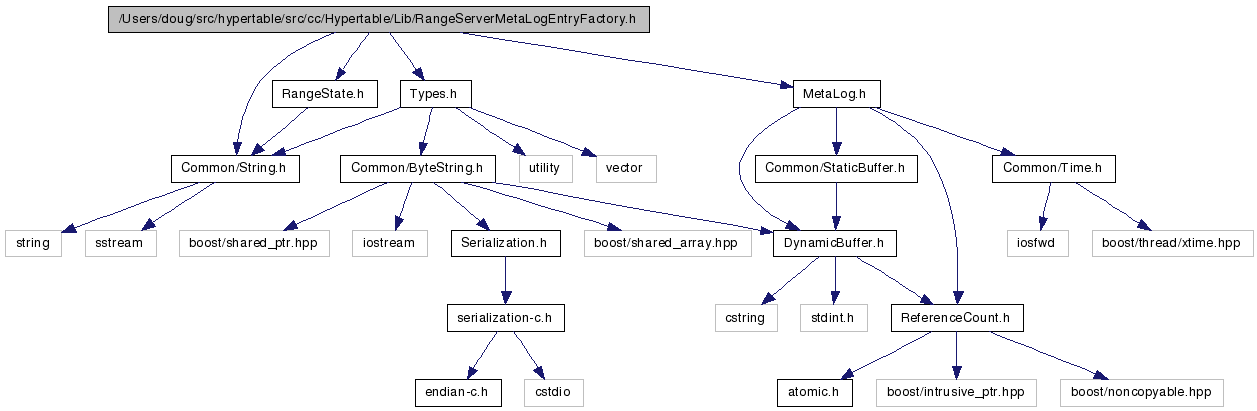 /Users/doug/src/hypertable/src/cc/Hypertable/Lib/RangeServerMetaLogEntryFactory.h
RangeState.h
Types.h
MetaLog.h
Common/String.h
Common/ByteString.h
utility
vector
Common/StaticBuffer.h
Common/Time.h
string
sstream
boost/shared_ptr.hpp
iostream
Serialization.h
boost/shared_array.hpp
DynamicBuffer.h
iosfwd
boost/thread/xtime.hpp
serialization-c.h
cstring
stdint.h
ReferenceCount.h
endian-c.h
cstdio
atomic.h
boost/intrusive_ptr.hpp
boost/noncopyable.hpp